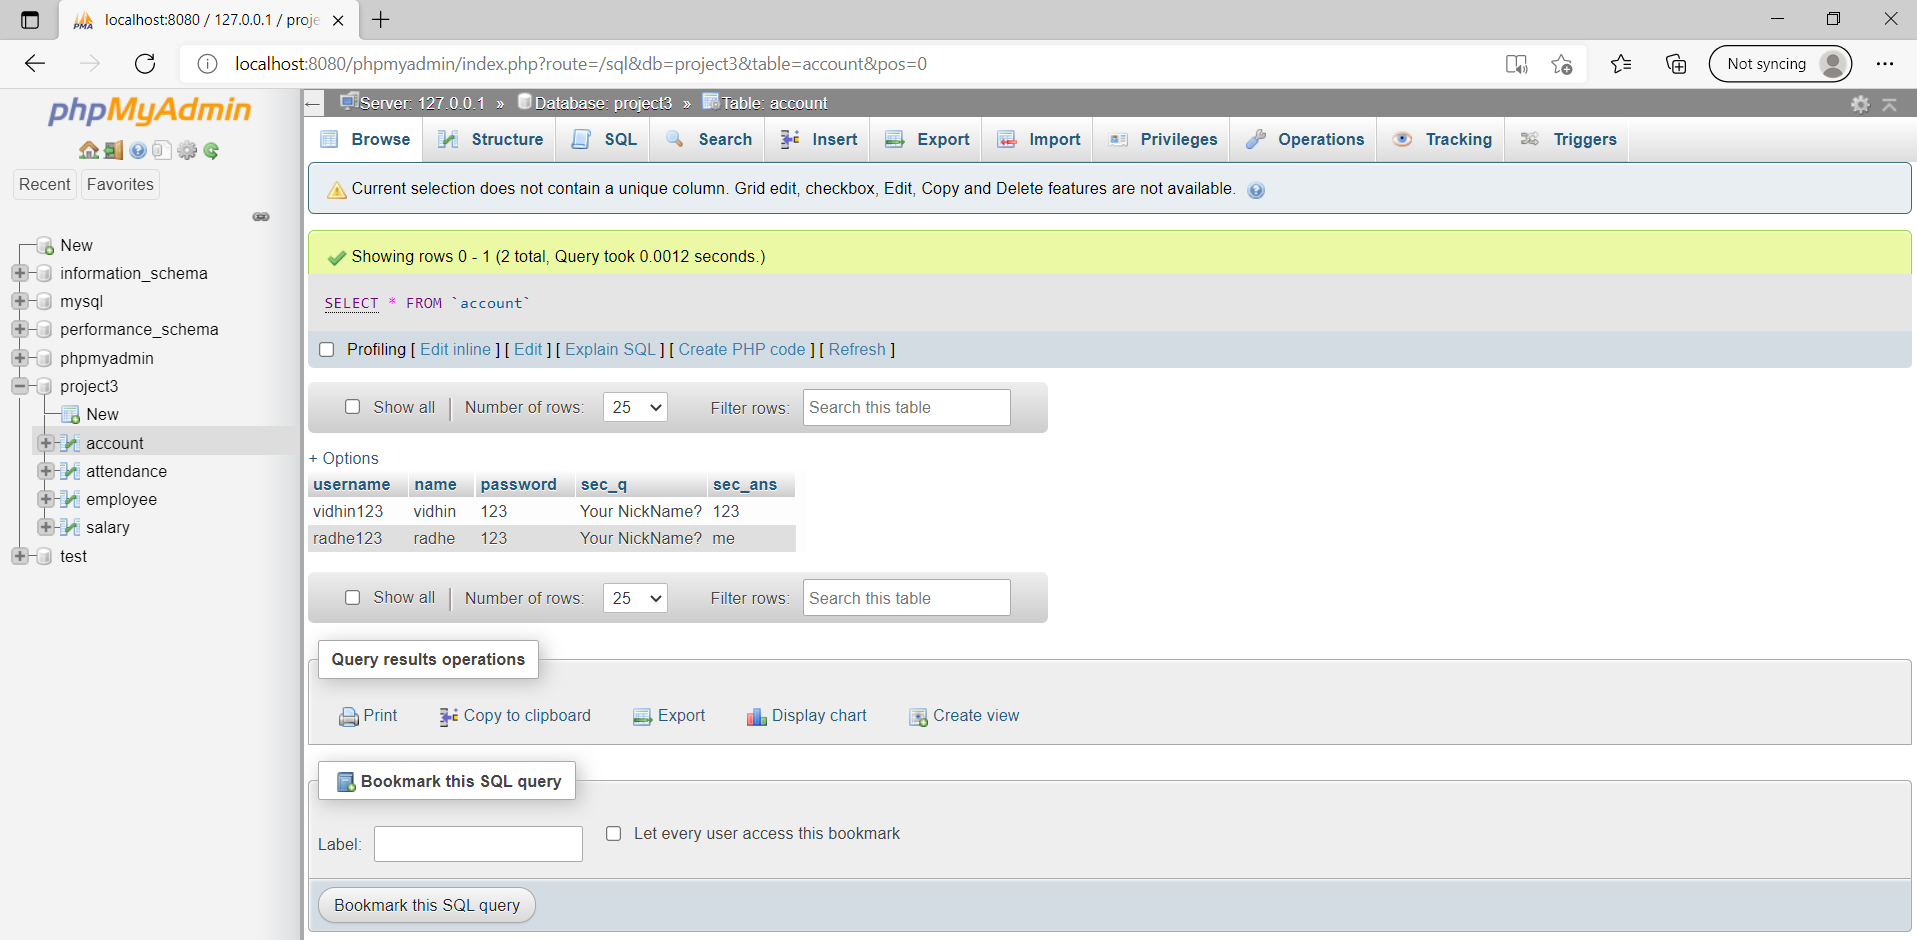 localhost:8080 / 127.0.0.1 / proje
localhost:8080/phpmyadmin/index.php?route=/sql&db=project3&table=account&pos=0
Not syncing
phpMyAdmin
Recent Favorites
New
information_schema
mysql
performance_schema
phpmyadmin
project3
New
account
attendance
employee
salary
test
Server: 127.0.0.1 » Database: project3 » Table: account
Browse Structure SQL Search Insert Export Import Privileges Operations Tracking Triggers
Current selection does not contain a unique column. Grid edit, checkbox, Edit, Copy and Delete features are not available.
Showing rows 0 - 1 (2 total, Query took 0.0012 seconds.)
SELECT * FROM `account`
Profiling [ Edit inline ] [ Edit ] [ Explain SQL ] [ Create PHP code ] [ Refresh ]
Show all | Number of rows: 25 Filter rows: Search this table
+ Options
username name password sec_q sec_ans
vidhin123 vidhin 123 Your NickName? 123
radhe123 radhe 123 Your NickName? me
Show all | Number of rows: 25 Filter rows: Search this table
Query results operations
Print Copy to clipboard Export Display chart Create view
Bookmark this SQL query
Label: Let every user access this bookmark
Bookmark this SQL query